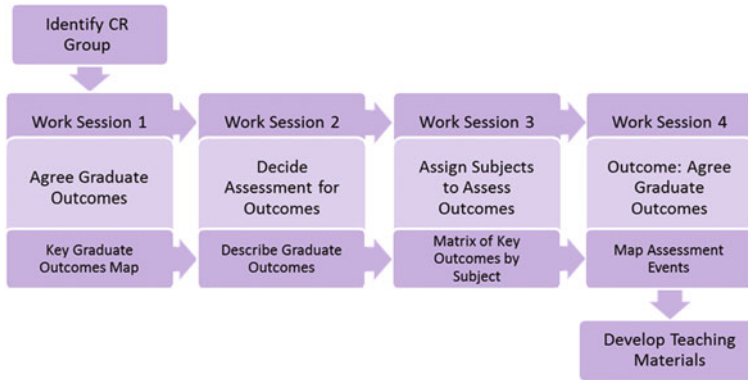 Identify CR
Group
Work Session 1
Work Session 2
Work Session 3
Work Session 4
Agree Graduate
Outcomes
Decide
Assessment for
Outcomes
Assign Subjects
to Assess
Outcomes
Outcome: Agree
Graduate
Outcomes
Key Graduate
Outcomes Map
Describe Graduate
Outcomes
Matrix of Key
Outcomes by
Subject
Map Assessment
Events
Develop Teaching
Materials